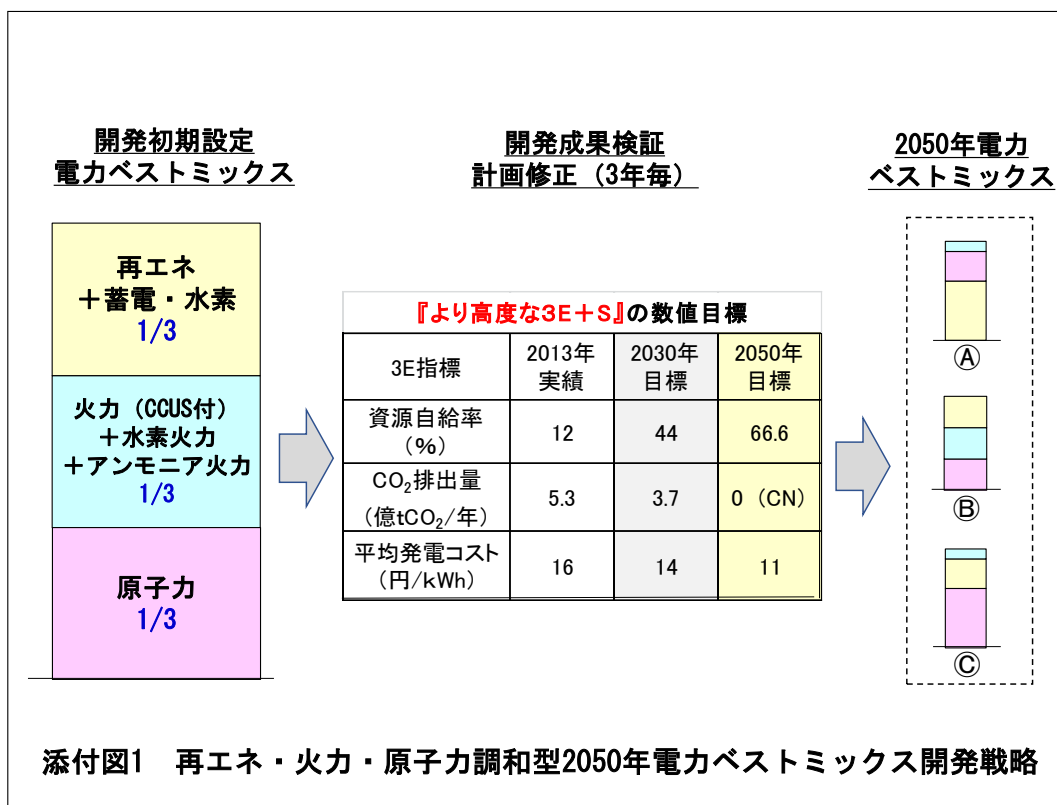 開発初期設定
電力ベストミックス
再エネ
＋蓄電・水素
1/3
火力（CCUS付）
＋水素火力
＋アンモニア火力
1/3
原子力
1/3
開発成果検証
計画修正（3年毎）
『より高度な3E＋S』の数値目標
3E指標
2013年
実績
2030年
目標
2050年
目標
資源自給率
（％）
12
44
66.6
CO₂排出量
（億tCO₂/年）
5.3
3.7
0（CN）
平均発電コスト
（円/kWh）
16
14
11
2050年電力
ベストミックス
Ⓐ
Ⓑ
Ⓒ
添付図1　再エネ・火力・原子力調和型2050年電力ベストミックス開発戦略